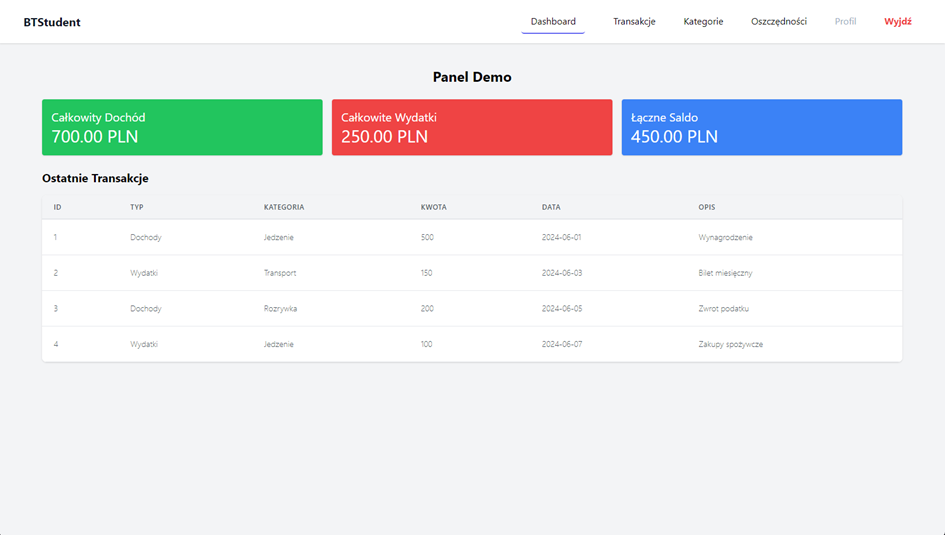 BTStudent Dashboard Transakcje Kategorie Oszczędności Profil Wyjdź
Panel Demo
Całkowity Dochód
700.00 PLN
Całkowite Wydatki
250.00 PLN
Łączne Saldo
450.00 PLN
Ostatnie Transakcje
ID TYP KATEGORIA KWOTA DATA OPIS
1 Dochody Jedzenie 500 2024-06-01 Wynagrodzenie
2 Wydatki Transport 150 2024-06-03 Bilet miesięczny
3 Dochody Rozrywka 200 2024-06-05 Zwrot podatku
4 Wydatki Jedzenie 100 2024-06-07 Zakupy spożywcze